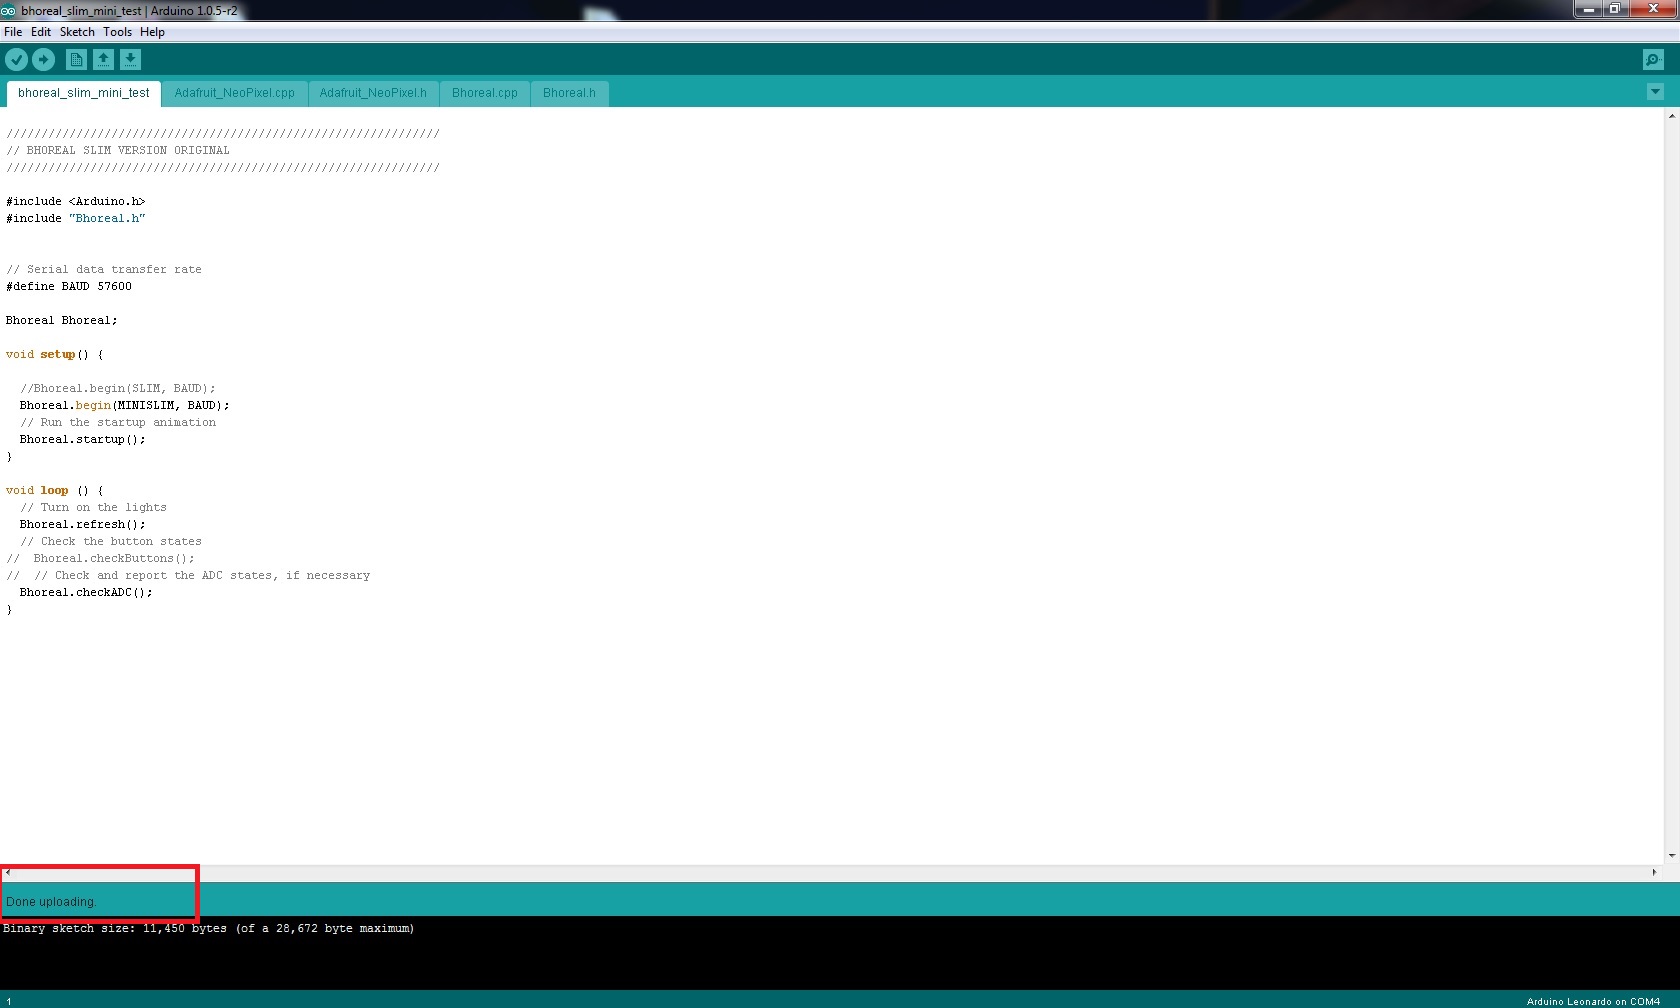 bhoreal_slim_mini_test | Arduino 1.0.5-r2
File Edit Sketch Tools Help
bhoreal_slim_mini_test Adafruit_NeoPixel.cpp Adafruit_NeoPixel.h Bhoreal.cpp Bhoreal.h
//////////////////////////////////////////////////////////////
// BHOREAL SLIM VERSION ORIGINAL
//////////////////////////////////////////////////////////////
#include <Arduino.h>
#include "Bhoreal.h"
// Serial data transfer rate
#define BAUD 57600
Bhoreal Bhoreal;
void setup() {
//Bhoreal.begin(SLIM, BAUD);
Bhoreal.begin(MINISLIM, BAUD);
// Run the startup animation
Bhoreal.startup();
}
void loop () {
// Turn on the lights
Bhoreal.refresh();
// Check the button states
//  Bhoreal.checkButtons();
//  // Check and report the ADC states, if necessary
Bhoreal.checkADC();
}
Done uploading.
Binary sketch size: 11,450 bytes (of a 28,672 byte maximum)
1 Arduino Leonardo on COM4